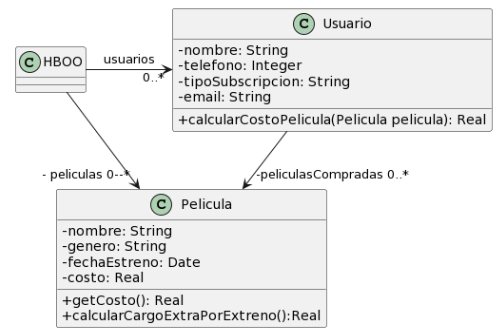 C Usuario
C HBOO
usuarios
0..*
-nombre: String
-telefono: Integer
-tipoSubscripcion: String
-email: String
+calcularCostoPelicula(Pelicula pelicula): Real
- peliculas 0--*
-peliculasCompradas 0..*
C Pelicula
-nombre: String
-genero: String
-fechaEstreno: Date
-costo: Real
+getCosto(): Real
+calcularCargoExtraPorExtreno():Real